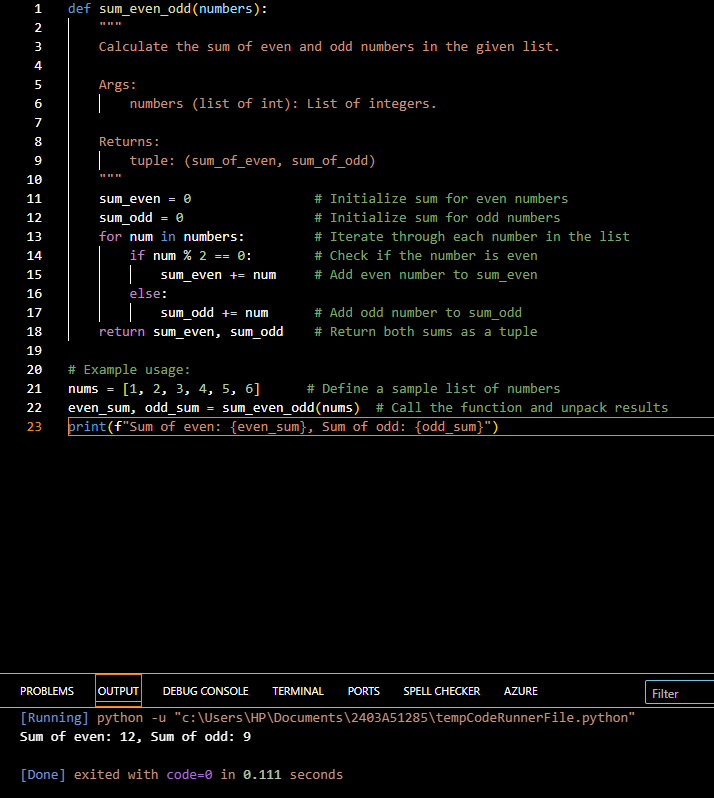 1 def sum_even_odd(numbers):
2     """
3     Calculate the sum of even and odd numbers in the given list.
4
5     Args:
6         numbers (list of int): List of integers.
7
8     Returns:
9         tuple: (sum_of_even, sum_of_odd)
10     """
11     sum_even = 0                # Initialize sum for even numbers
12     sum_odd = 0                 # Initialize sum for odd numbers
13     for num in numbers:         # Iterate through each number in the list
14         if num % 2 == 0:        # Check if the number is even
15             sum_even += num     # Add even number to sum_even
16         else:
17             sum_odd += num      # Add odd number to sum_odd
18     return sum_even, sum_odd    # Return both sums as a tuple
19
20 # Example usage:
21 nums = [1, 2, 3, 4, 5, 6]      # Define a sample list of numbers
22 even_sum, odd_sum = sum_even_odd(nums)  # Call the function and unpack results
23 print(f"Sum of even: {even_sum}, Sum of odd: {odd_sum}")
PROBLEMS OUTPUT DEBUG CONSOLE TERMINAL PORTS SPELL CHECKER AZURE Filter
[Running] python -u "c:\Users\HP\Documents\2403A51285\tempCodeRunnerFile.python"
Sum of even: 12, Sum of odd: 9
[Done] exited with code=0 in 0.111 seconds